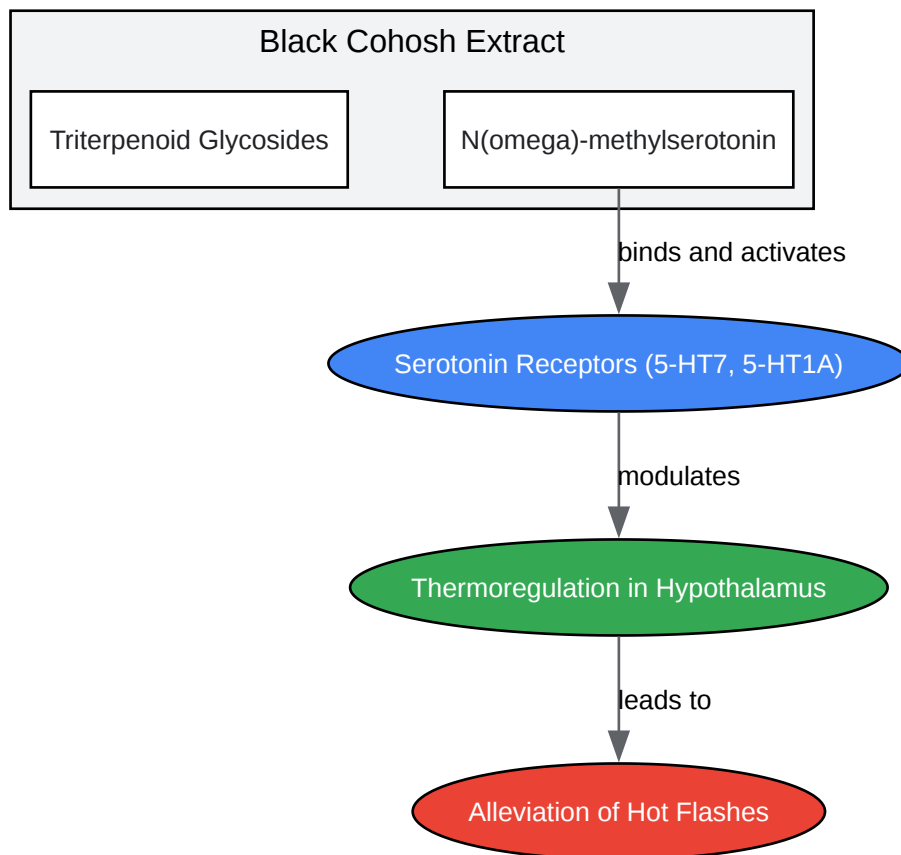 Black Cohosh Extract
Triterpenoid Glycosides
N(omega)-methylserotonin
binds and activates
Serotonin Receptors (5-HT7, 5-HT1A)
modulates
Thermoregulation in Hypothalamus
leads to
Alleviation of Hot Flashes